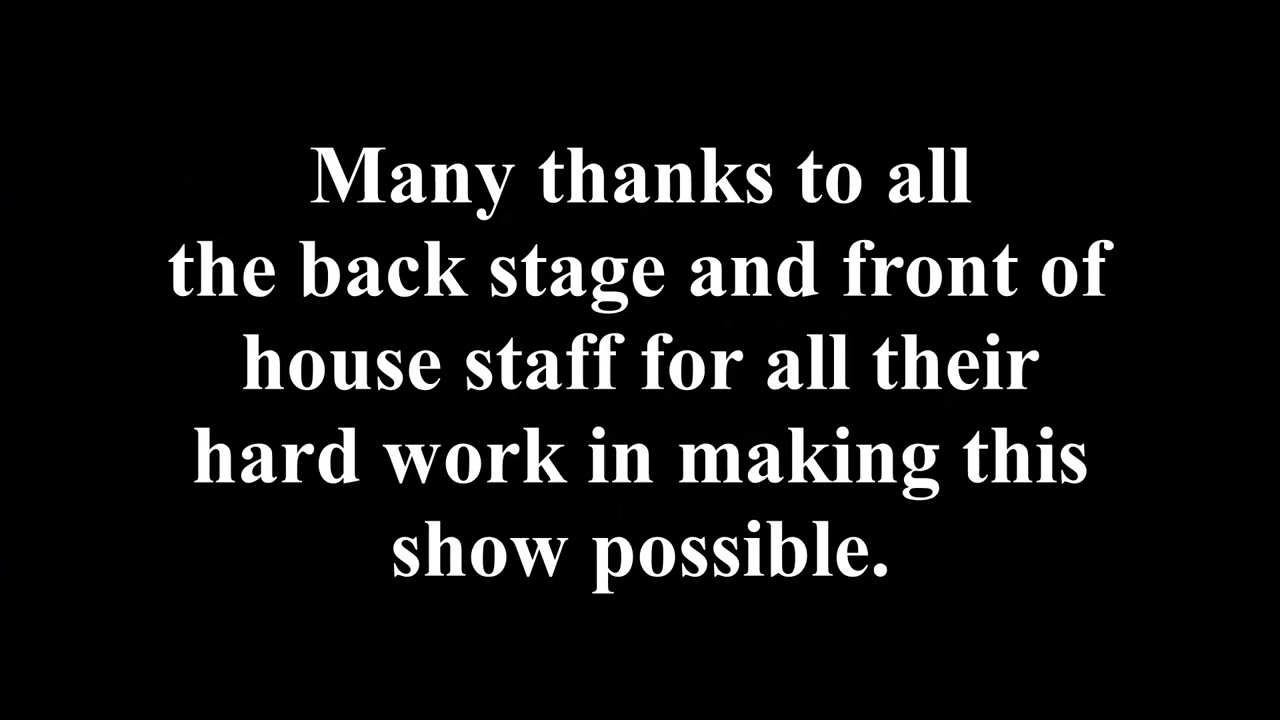 Many thanks to all
the back stage and front of
house staff for all their
hard work in making this
show possible.